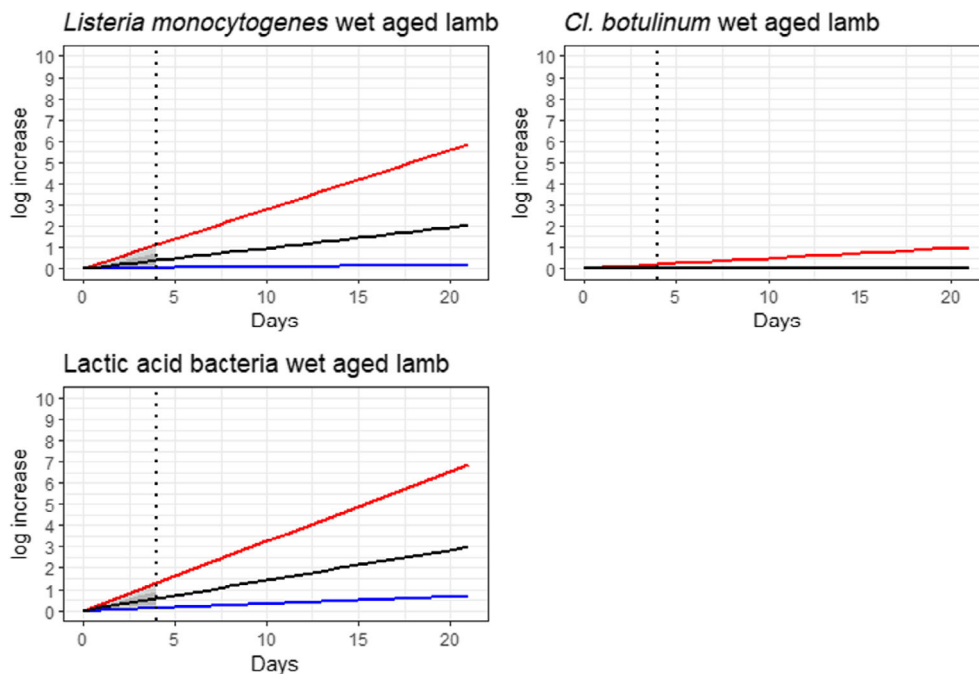 Listeria monocytogenes wet aged lamb
10
9
8
7
6
5
4
3
2
1
0
log increase
0 5 10 15 20
Days
Cl. botulinum wet aged lamb
10
9
8
7
6
5
4
3
2
1
0
log increase
0 5 10 15 20
Days
Lactic acid bacteria wet aged lamb
10
9
8
7
6
5
4
3
2
1
0
log increase
0 5 10 15 20
Days